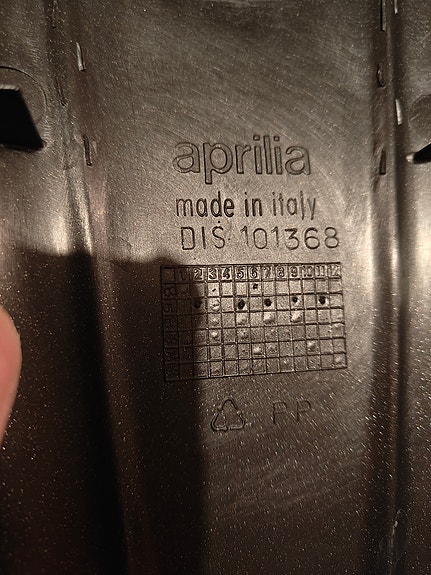 aprilia
made in italy
DIS. 101368
1 2 3 4 5 6 7 8 9 10 11 12
PP